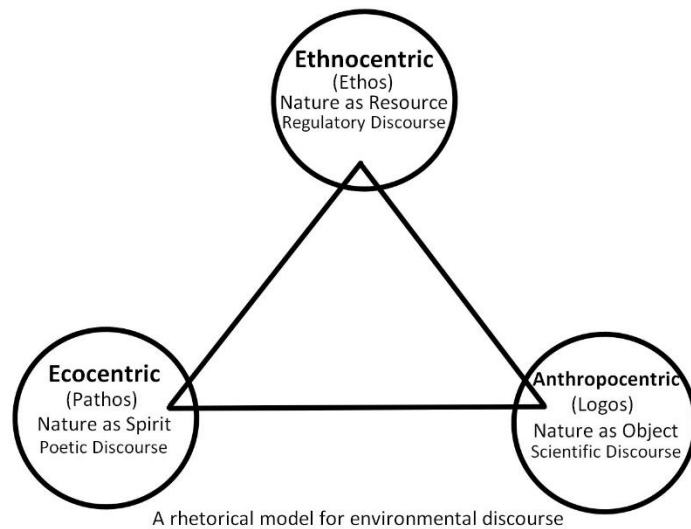 Ethnocentric
(Ethos)
Nature as Resource
Regulatory Discourse
Ecocentric
(Pathos)
Nature as Spirit
Poetic Discourse
Anthropocentric
(Logos)
Nature as Object
Scientific Discourse
A rhetorical model for environmental discourse